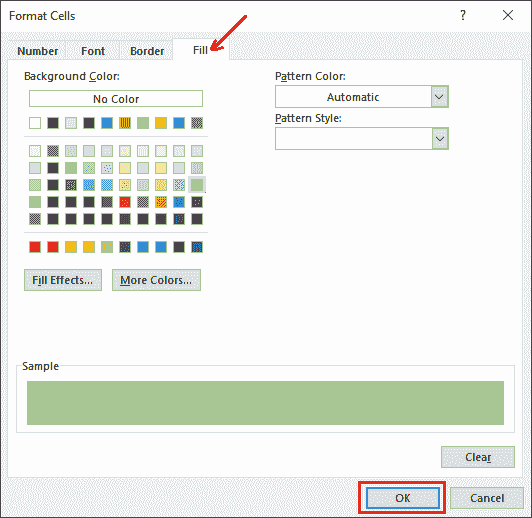 Format Cells
?
Number Font Border Fill
Background Color:
No Color
Pattern Color:
Automatic
Pattern Style:
Fill Effects...
More Colors...
Sample
Clear
OK
Cancel